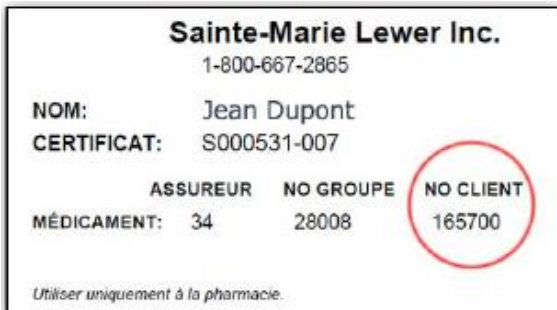 Sainte-Marie Lewer Inc.
1-800-667-2865
NOM: Jean Dupont
CERTIFICAT: S000531-007
ASSUREUR NO GROUPE NO CLIENT
MÉDICAMENT: 34 28008 165700
Utiliser uniquement à la pharmacie.